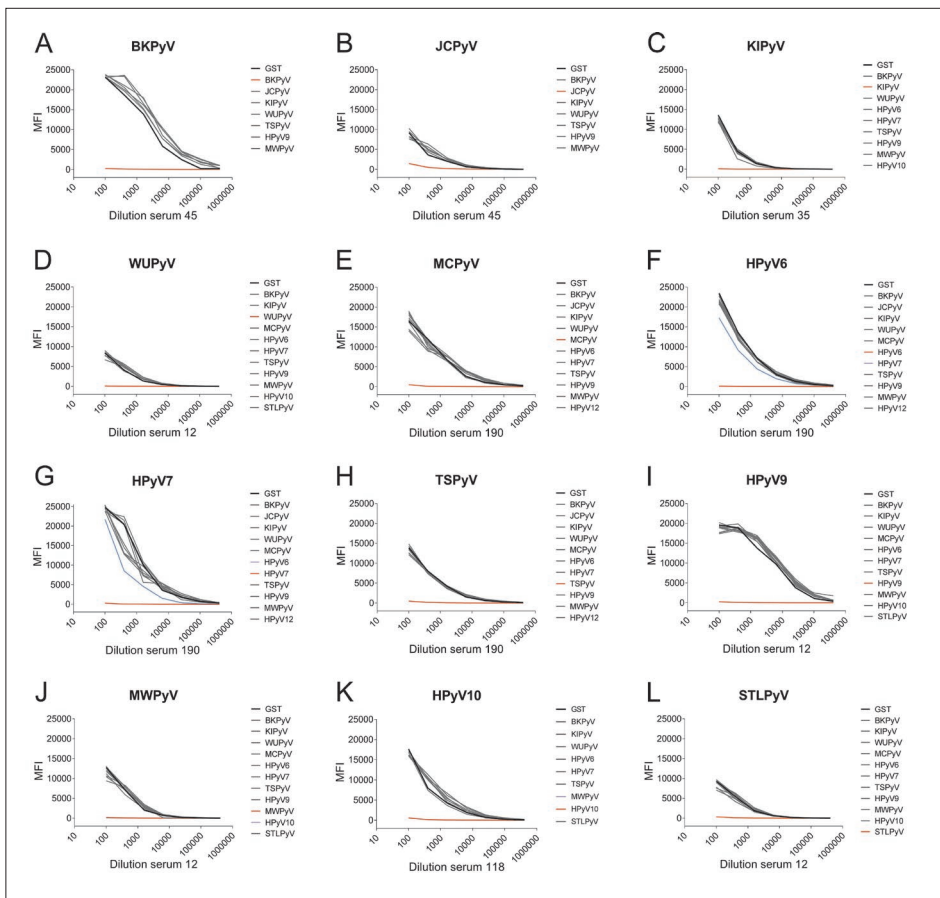 A
BKPyV
MFI
25000
20000
15000
10000
5000
0
10
100
1000
10000
100000
1000000
Dilution serum 45
GST
BKPyV
JCPyV
KIPyV
WUPyV
TSPyV
HPyV9
MWPyV
B
JCPyV
MFI
25000
20000
15000
10000
5000
0
10
100
1000
10000
100000
1000000
Dilution serum 45
GST
BKPyV
JCPyV
KIPyV
WUPyV
TSPyV
HPyV9
MWPyV
C
KIPyV
MFI
25000
20000
15000
10000
5000
0
10
100
1000
10000
100000
1000000
Dilution serum 35
GST
BKPyV
KIPyV
WUPyV
HPyV6
HPyV7
TSPyV
HPyV9
MWPyV
HPyV10
D
WUPyV
MFI
25000
20000
15000
10000
5000
0
10
100
1000
10000
100000
1000000
Dilution serum 12
GST
BKPyV
KIPyV
WUPyV
MCPyV
HPyV6
HPyV7
TSPyV
HPyV9
MWPyV
HPyV10
STLPyV
E
MCPyV
MFI
25000
20000
15000
10000
5000
0
10
100
1000
10000
100000
1000000
Dilution serum 190
GST
BKPyV
JCPyV
KIPyV
WUPyV
MCPyV
HPyV6
HPyV7
TSPyV
HPyV9
MWPyV
HPyV12
F
HPyV6
MFI
25000
20000
15000
10000
5000
0
10
100
1000
10000
100000
1000000
Dilution serum 190
GST
BKPyV
JCPyV
KIPyV
WUPyV
MCPyV
HPyV6
HPyV7
TSPyV
HPyV9
MWPyV
HPyV12
G
HPyV7
MFI
25000
20000
15000
10000
5000
0
10
100
1000
10000
100000
1000000
Dilution serum 190
GST
BKPyV
JCPyV
KIPyV
WUPyV
MCPyV
HPyV6
HPyV7
TSPyV
HPyV9
MWPyV
HPyV12
H
TSPyV
MFI
25000
20000
15000
10000
5000
0
10
100
1000
10000
100000
1000000
Dilution serum 190
GST
BKPyV
JCPyV
KIPyV
WUPyV
MCPyV
HPyV6
HPyV7
TSPyV
HPyV9
MWPyV
HPyV12
I
HPyV9
MFI
25000
20000
15000
10000
5000
0
10
100
1000
10000
100000
1000000
Dilution serum 12
GST
BKPyV
KIPyV
WUPyV
MCPyV
HPyV6
HPyV7
TSPyV
HPyV9
MWPyV
HPyV10
STLPyV
J
MWPyV
MFI
25000
20000
15000
10000
5000
0
10
100
1000
10000
100000
1000000
Dilution serum 12
GST
BKPyV
KIPyV
WUPyV
MCPyV
HPyV6
HPyV7
TSPyV
HPyV9
MWPyV
HPyV10
STLPyV
K
HPyV10
MFI
25000
20000
15000
10000
5000
0
10
100
1000
10000
100000
1000000
Dilution serum 118
GST
BKPyV
KIPyV
WUPyV
HPyV6
HPyV7
TSPyV
MWPyV
HPyV10
STLPyV
L
STLPyV
MFI
25000
20000
15000
10000
5000
0
10
100
1000
10000
100000
1000000
Dilution serum 12
GST
BKPyV
KIPyV
WUPyV
MCPyV
HPyV6
HPyV7
TSPyV
HPyV9
MWPyV
HPyV10
STLPyV